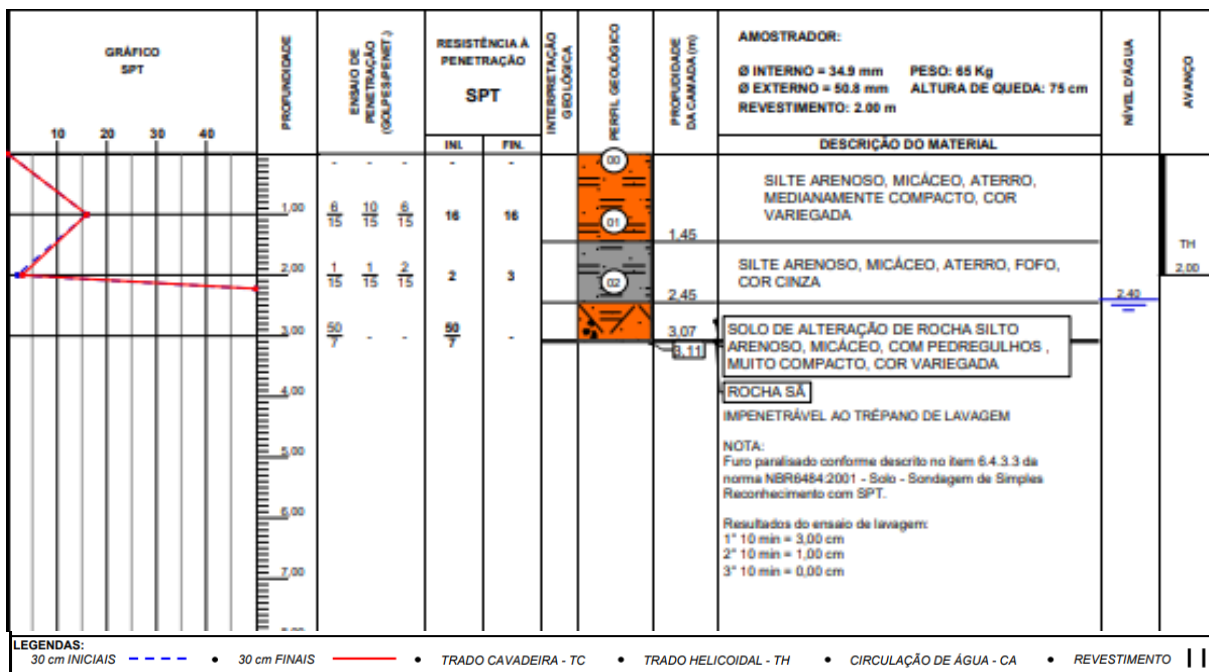 GRÁFICO
SPT
10 20 30 40
PROFUNDIDADE
ENSAIO DE
PENETRAÇÃO
(GOLPES/PENET.)
RESISTÊNCIA À
PENETRAÇÃO
SPT
INI. FIN.
INTERPRETAÇÃO
GEOLÓGICA
PERFIL GEOLÓGICO
PROFUDIDADE
DA CAMADA (m)
AMOSTRADOR:
Ø INTERNO = 34.9 mm PESO: 65 Kg
Ø EXTERNO = 50.8 mm ALTURA DE QUEDA: 75 cm
REVESTIMENTO: 2.00 m
DESCRIÇÃO DO MATERIAL
NÍVEL D'ÁGUA
AVANÇO
- - - - -
00
SILTE ARENOSO, MICÁCEO, ATERRO,
MEDIANAMENTE COMPACTO, COR
VARIEGADA
1,00 6/15 10/15 6/15 16 16
01
1,45
TH
2.00
2,00 1/15 1/15 2/15 2 3
02
SILTE ARENOSO, MICÁCEO, ATERRO, FOFO,
COR CINZA
2.45
2.40
3,00 50/7 - - 50/7 -
3,07
3.11
SOLO DE ALTERAÇÃO DE ROCHA SILTO
ARENOSO, MICÁCEO, COM PEDREGULHOS ,
MUITO COMPACTO, COR VARIEGADA
ROCHA SÃ
4,00
IMPENETRÁVEL AO TRÉPANO DE LAVAGEM
NOTA:
Furo paralisado conforme descrito no item 6.4.3.3 da
norma NBR6484:2001 - Solo - Sondagem de Simples
Reconhecimento com SPT.
5,00
6,00
Resultados do ensaio de lavagem:
1° 10 min = 3,00 cm
2° 10 min = 1,00 cm
3° 10 min = 0,00 cm
7,00
LEGENDAS:
30 cm INICIAIS • 30 cm FINAIS • TRADO CAVADEIRA - TC • TRADO HELICOIDAL - TH • CIRCULAÇÃO DE ÁGUA - CA • REVESTIMENTO